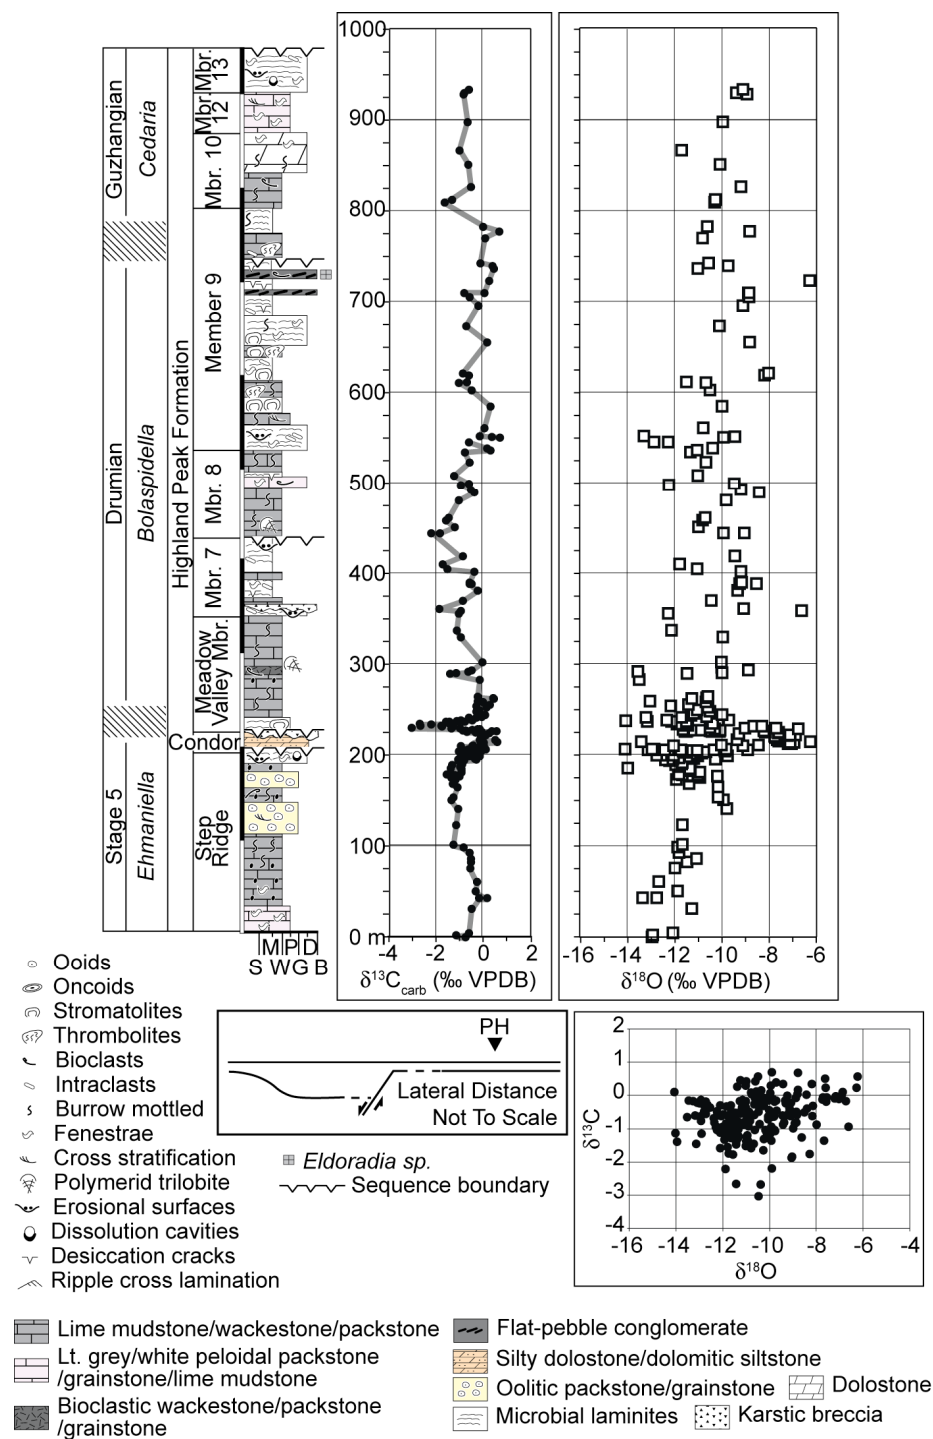 Guzhangian
Cedaria
Drumian
Bolaspidella
Stage 5
Ehmaniella
Highland Peak Formation
Mbr. 13
Mbr. 12
Mbr. 10
Member 9
Mbr. 8
Mbr. 7
Meadow Valley Mbr.
Condor
Step Ridge
M P D
S W G B
1000
900
800
700
600
500
400
300
200
100
0 m
-4 -2 0 2
δ¹³Ccarb (‰ VPDB)
-16 -14 -12 -10 -8 -6
δ¹⁸O (‰ VPDB)
Ooids
Oncoids
Stromatolites
Thrombolites
Bioclasts
Intraclasts
Burrow mottled
Fenestrae
Cross stratification
Polymerid trilobite
Erosional surfaces
Dissolution cavities
Desiccation cracks
Ripple cross lamination
PH
Lateral Distance
Not To Scale
Eldoradia sp.
Sequence boundary
2
1
0
-1
-2
-3
-4
δ¹³C
-16 -14 -12 -10 -8 -6 -4
δ¹⁸O
Lime mudstone/wackestone/packstone
Lt. grey/white peloidal packstone
/grainstone/lime mudstone
Bioclastic wackestone/packstone
/grainstone
Flat-pebble conglomerate
Silty dolostone/dolomitic siltstone
Oolitic packstone/grainstone
Dolostone
Microbial laminites
Karstic breccia